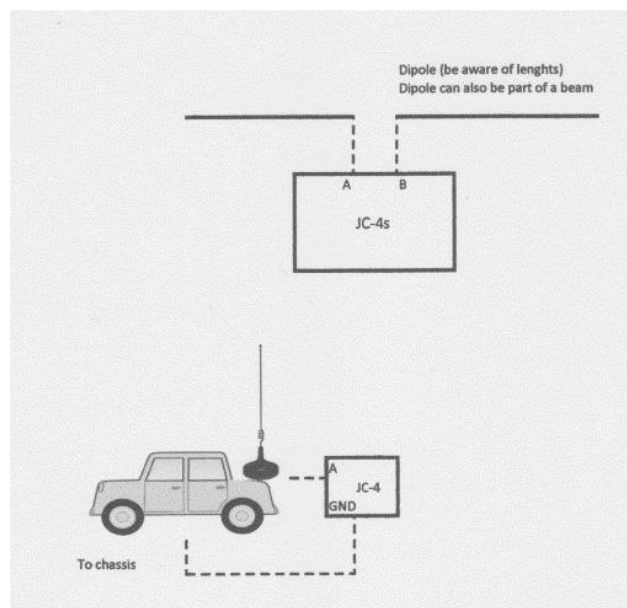 Dipole (be aware of lenghts)
Dipole can also be part of a beam
A B
JC-4s
A
JC-4
GND
To chassis